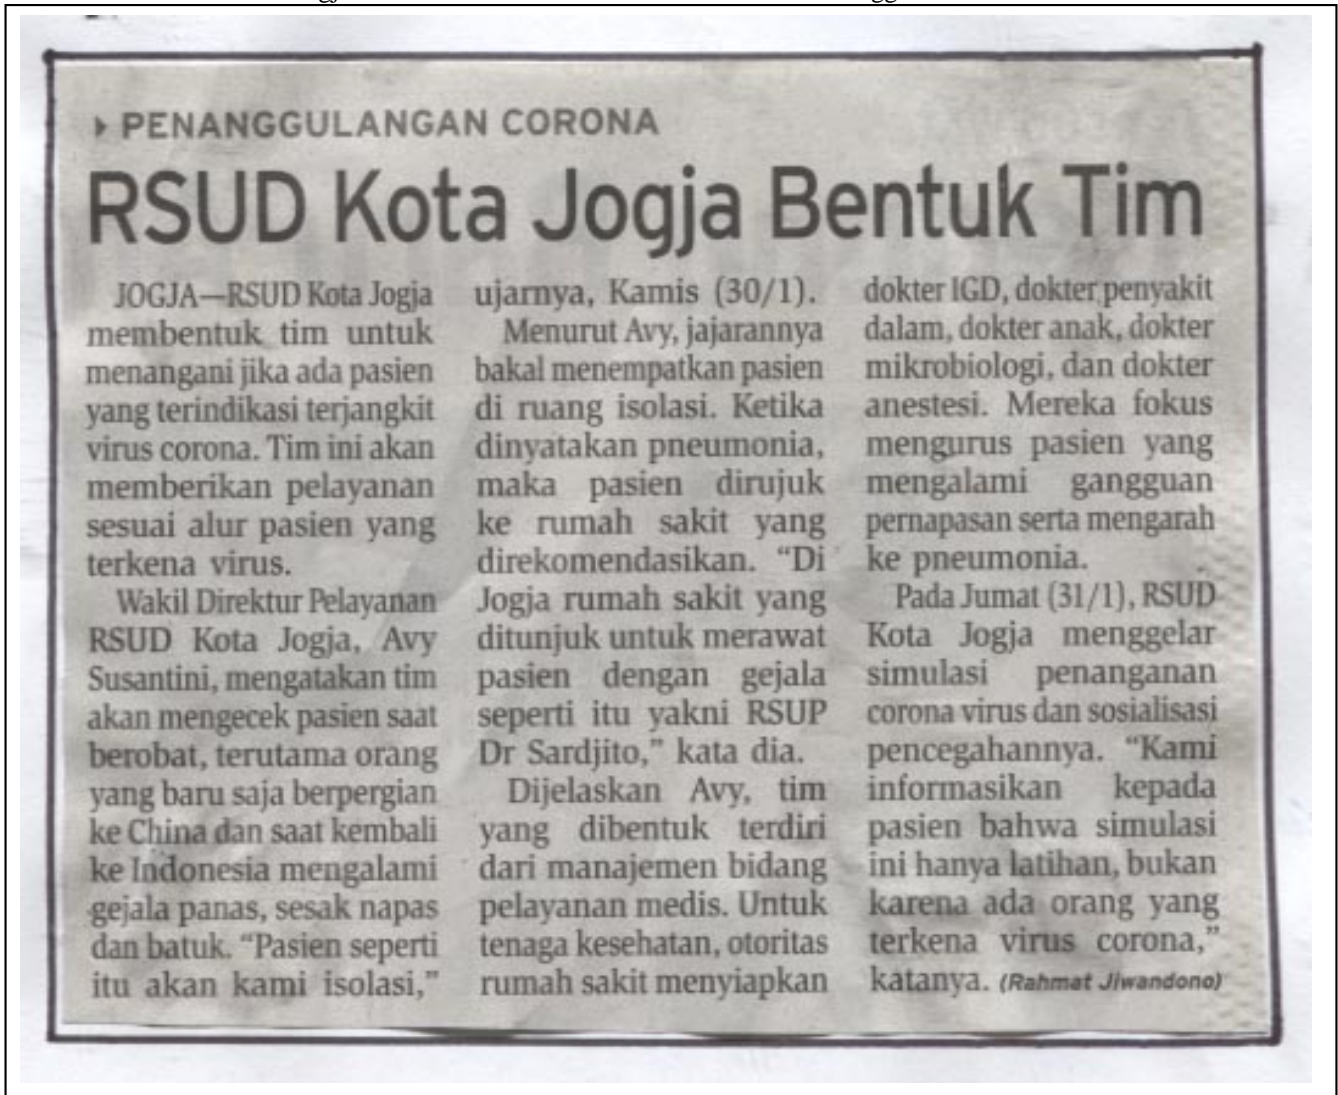 PENANGGULANGAN CORONA
RSUD Kota Jogja Bentuk Tim
JOGJA—RSUD Kota Jogja
membentuk tim untuk
menangani jika ada pasien
yang terindikasi terjangkit
virus corona. Tim ini akan
memberikan pelayanan
sesuai alur pasien yang
terkena virus.
Wakil Direktur Pelayanan
RSUD Kota Jogja, Avy
Susantini, mengatakan tim
akan mengecek pasien saat
berobat, terutama orang
yang baru saja berpergian
ke China dan saat kembali
ke Indonesia mengalami
gejala panas, sesak napas
dan batuk. “Pasien seperti
itu akan kami isolasi,”
ujarnya, Kamis (30/1).
Menurut Avy, jajarannya
bakal menempatkan pasien
di ruang isolasi. Ketika
dinyatakan pneumonia,
maka pasien dirujuk
ke rumah sakit yang
direkomendasikan. “Di
Jogja rumah sakit yang
ditunjuk untuk merawat
pasien dengan gejala
seperti itu yakni RSUP
Dr Sardjito,” kata dia.
Dijelaskan Avy, tim
yang dibentuk terdiri
dari manajemen bidang
pelayanan medis. Untuk
tenaga kesehatan, otoritas
rumah sakit menyiapkan
dokter IGD, dokter penyakit
dalam, dokter anak, dokter
mikrobiologi, dan dokter
anestesi. Mereka fokus
mengurus pasien yang
mengalami gangguan
pernapasan serta mengarah
ke pneumonia.
Pada Jumat (31/1), RSUD
Kota Jogja menggelar
simulasi penanganan
corona virus dan sosialisasi
pencegahannya. “Kami
informasikan kepada
pasien bahwa simulasi
ini hanya latihan, bukan
karena ada orang yang
terkena virus corona,”
katanya. (Rahmat Jiwandono)